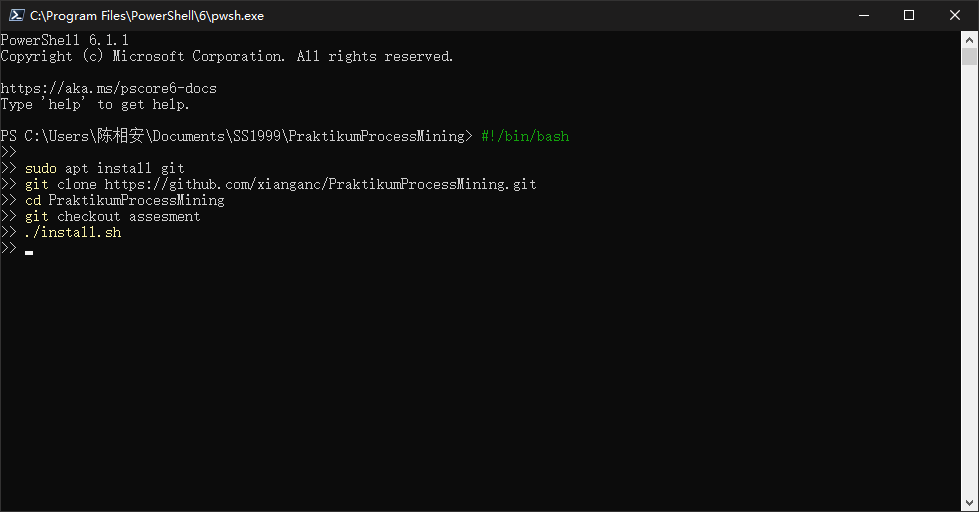 C:\Program Files\PowerShell\6\pwsh.exe
PowerShell 6.1.1
Copyright (c) Microsoft Corporation. All rights reserved.
https://aka.ms/pscore6-docs
Type 'help' to get help.
PS C:\Users\陈相安\Documents\SS1999\PraktikumProcessMining> #!/bin/bash
>>
>> sudo apt install git
>> git clone https://github.com/xianganc/PraktikumProcessMining.git
>> cd PraktikumProcessMining
>> git checkout assesment
>> ./install.sh
>>